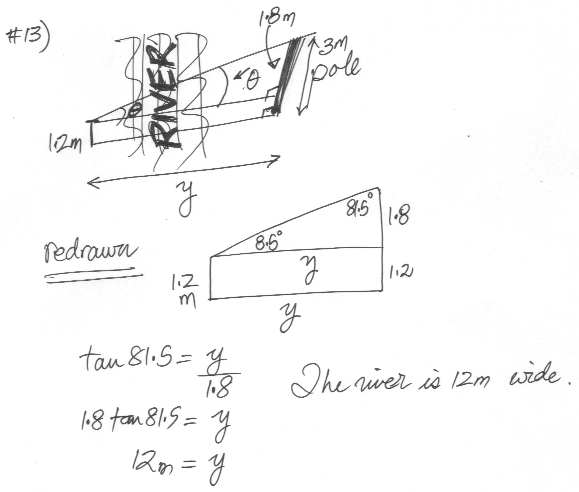 #13)
1.8m
3m
pole
RIVER
θ
θ
1.2m
y
redrawn
81.5°
1.8
8.5°
y
1.2
m
1.2
y
tan 81.5 = y
1.8
1.8 tan 81.5 = y
12m = y
The river is 12m wide.